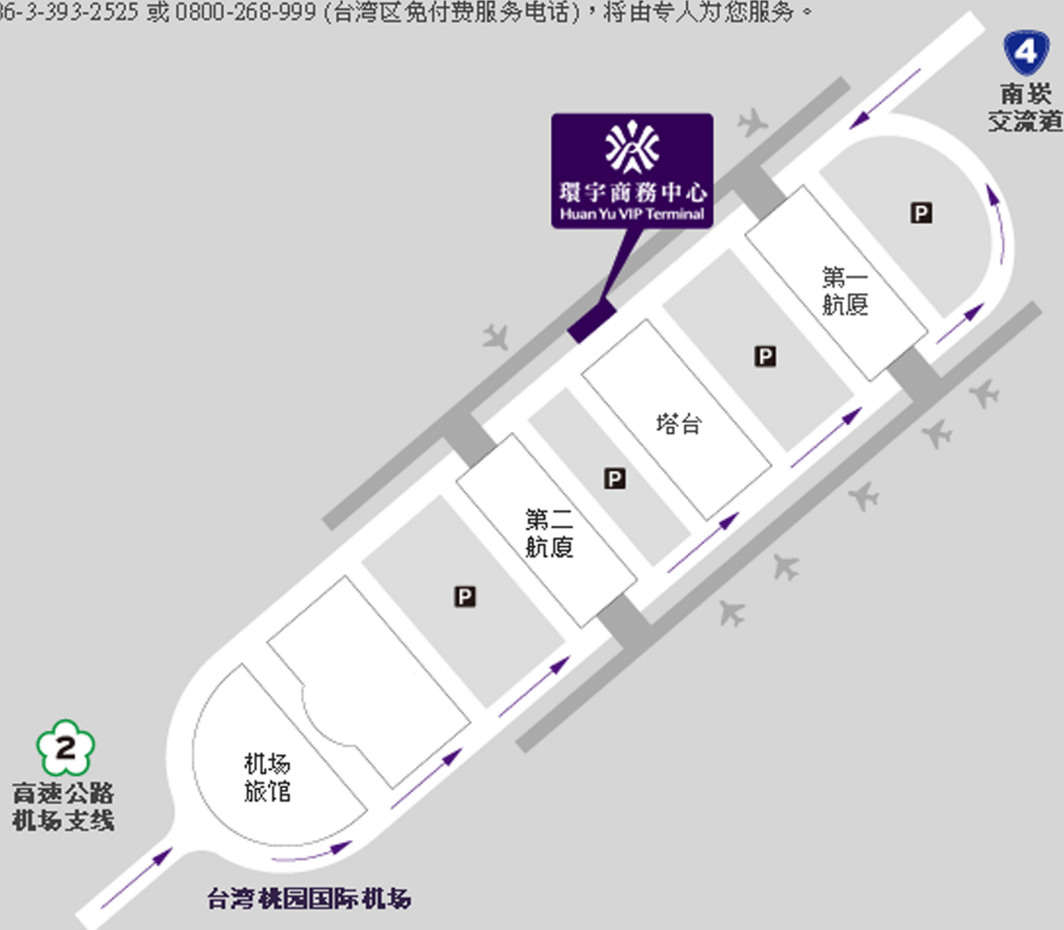 86-3-393-2525 或 0800-268-999 (台湾区免付费服务电话)，将由专人为您服务。
4
南崁
交流道
環宇商務中心
Huan Yu VIP Terminal
P
第一
航厦
P
塔台
P
第二
航厦
P
机场
旅馆
2
高速公路
机场支线
台湾桃园国际机场